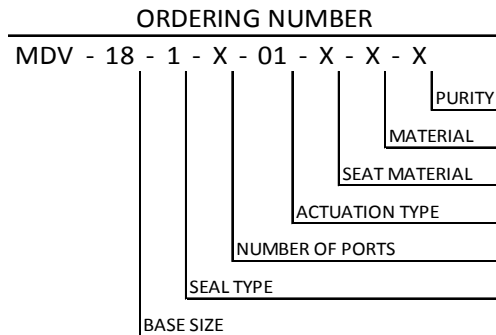 ORDERING NUMBER
MDV - 18 - 1 - X - 01 - X - X - X
PURITY
MATERIAL
SEAT MATERIAL
ACTUATION TYPE
NUMBER OF PORTS
SEAL TYPE
BASE SIZE